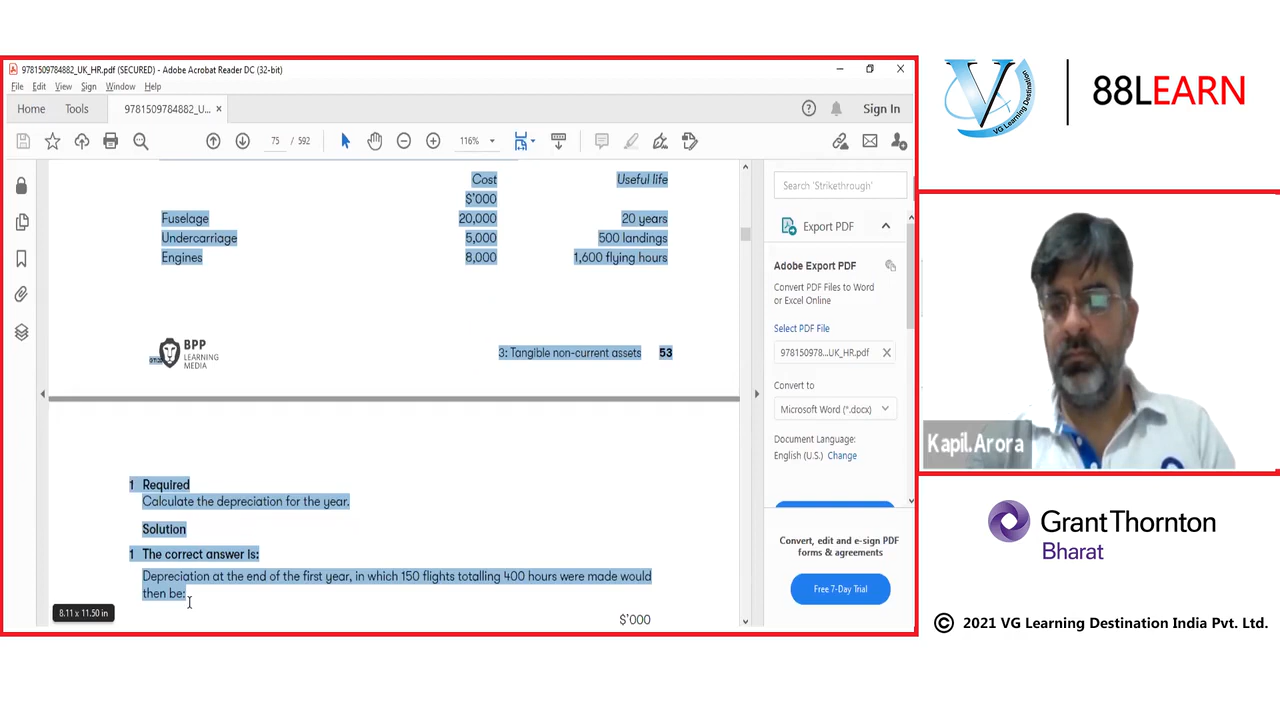 9781509784882_UK_HR.pdf (SECURED) - Adobe Acrobat Reader DC (32-bit)
File Edit View Sign Window Help
Home Tools 9781509784882_U... × Sign In
75 / 592 116%
Cost Useful life
$'000
Fuselage 20,000 20 years
Undercarriage 5,000 500 landings
Engines 8,000 1,600 flying hours
BPP
LEARNING
MEDIA
3: Tangible non-current assets 53
1 Required
Calculate the depreciation for the year.
Solution
1 The correct answer is:
Depreciation at the end of the first year, in which 150 flights totalling 400 hours were made would
then be:
8.11 x 11.50 in
$'000
Search 'Strikethrough'
Export PDF
Adobe Export PDF
Convert PDF Files to Word
or Excel Online
Select PDF File
978150978...UK_HR.pdf
Convert to
Microsoft Word (*.docx)
Document Language:
English (U.S.) Change
Convert, edit and e-sign PDF
forms & agreements
Free 7-Day Trial
V
VG Learning Destination
88LEARN
Kapil.Arora
GrantThornton
Bharat
© 2021 VG Learning Destination India Pvt. Ltd.